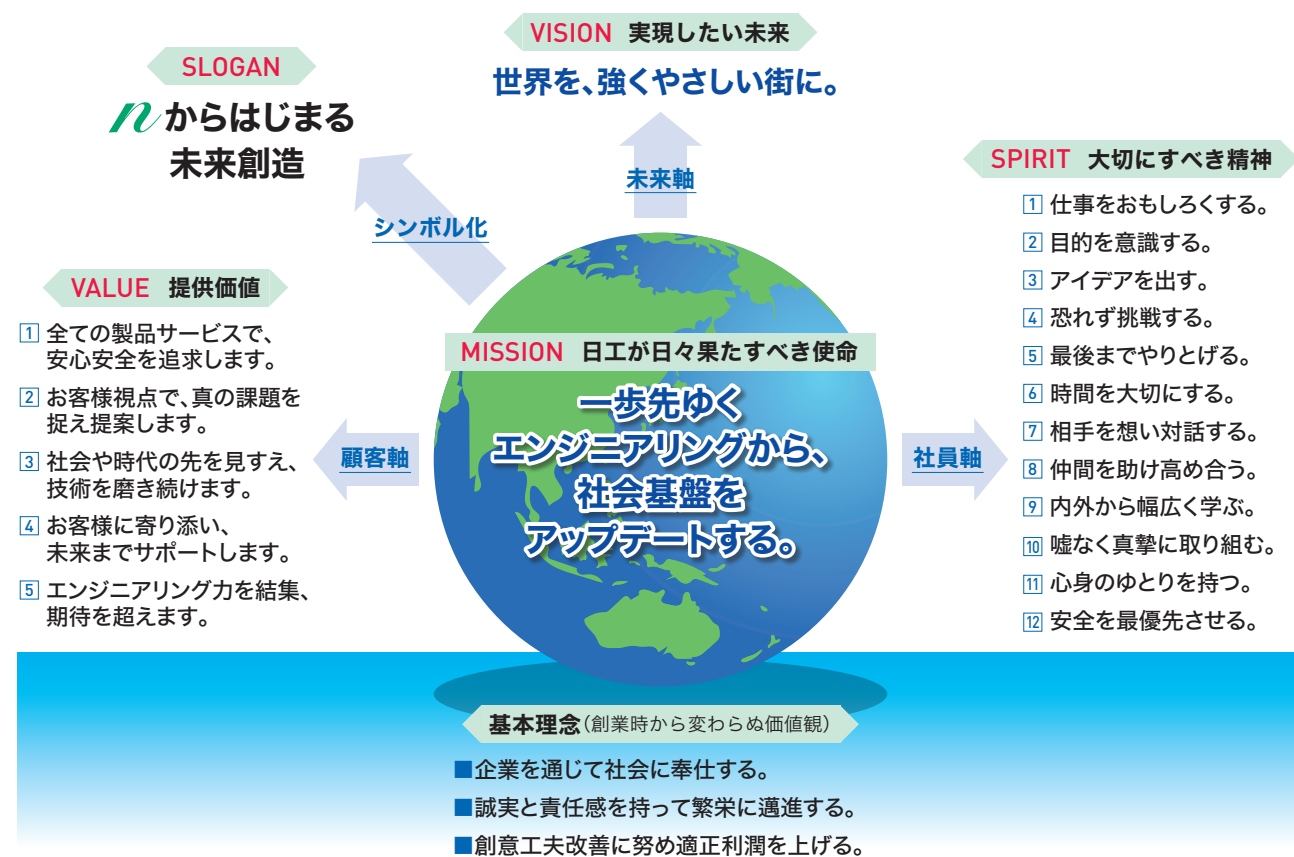 VISION 実現したい未来
世界を、強くやさしい街に。
SLOGAN
nからはじまる
未来創造
未来軸
シンボル化
SPIRIT 大切にすべき精神
1 仕事をおもしろくする。
2 目的を意識する。
3 アイデアを出す。
4 恐れず挑戦する。
5 最後までやりとげる。
6 時間を大切にする。
7 相手を想い対話する。
8 仲間を助け高め合う。
9 内外から幅広く学ぶ。
10 嘘なく真摯に取り組む。
11 心身のゆとりを持つ。
12 安全を最優先させる。
VALUE 提供価値
1 全ての製品サービスで、
安心安全を追求します。
2 お客様視点で、真の課題を
捉え提案します。
3 社会や時代の先を見すえ、
技術を磨き続けます。
4 お客様に寄り添い、
未来までサポートします。
5 エンジニアリング力を結集、
期待を超えます。
顧客軸
MISSION 日工が日々果たすべき使命
一歩先ゆく
エンジニアリングから、
社会基盤を
アップデートする。
社員軸
基本理念(創業時から変わらぬ価値観)
■企業を通じて社会に奉仕する。
■誠実と責任感を持って繁栄に邁進する。
■創意工夫改善に努め適正利潤を上げる。